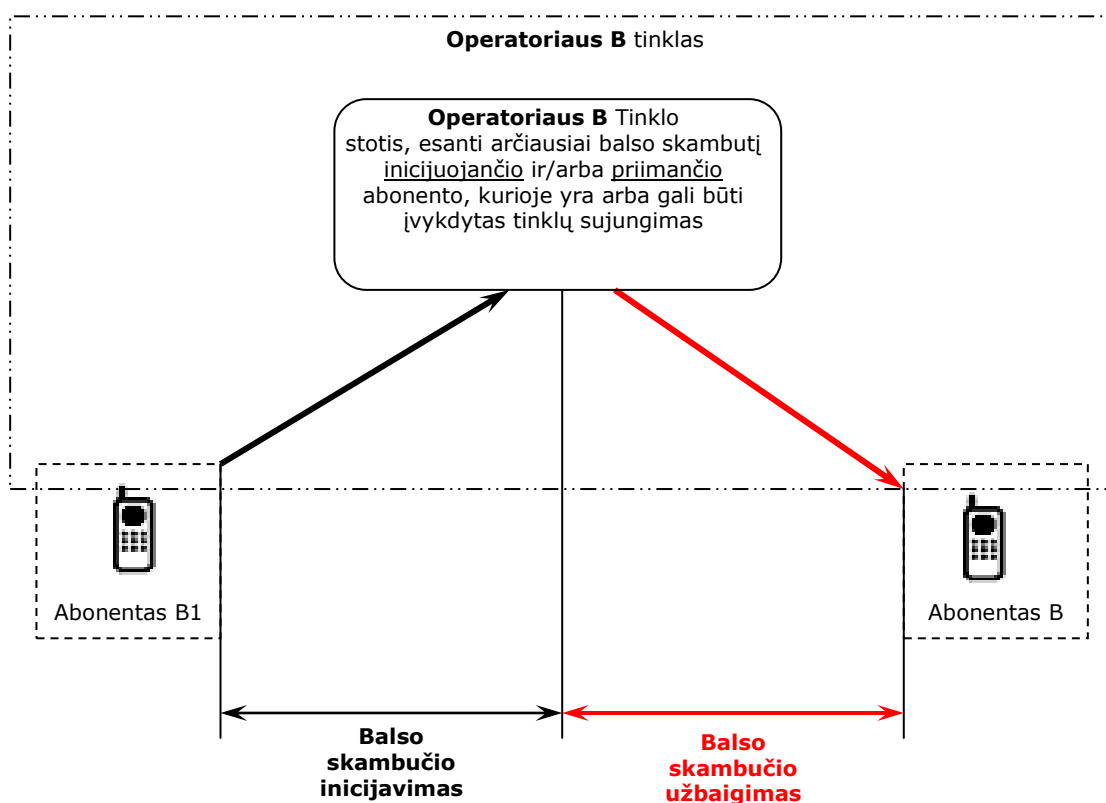 Operatoriaus B tinklas
Operatoriaus B Tinklo
stotis, esanti arčiausiai balso skambutį
inicijuojančio ir/arba priimančio
abonento, kurioje yra arba gali būti
įvykdytas tinklų sujungimas
Abonentas B1
Abonentas B
Balso
skambučio
inicijavimas
Balso
skambučio
užbaigimas